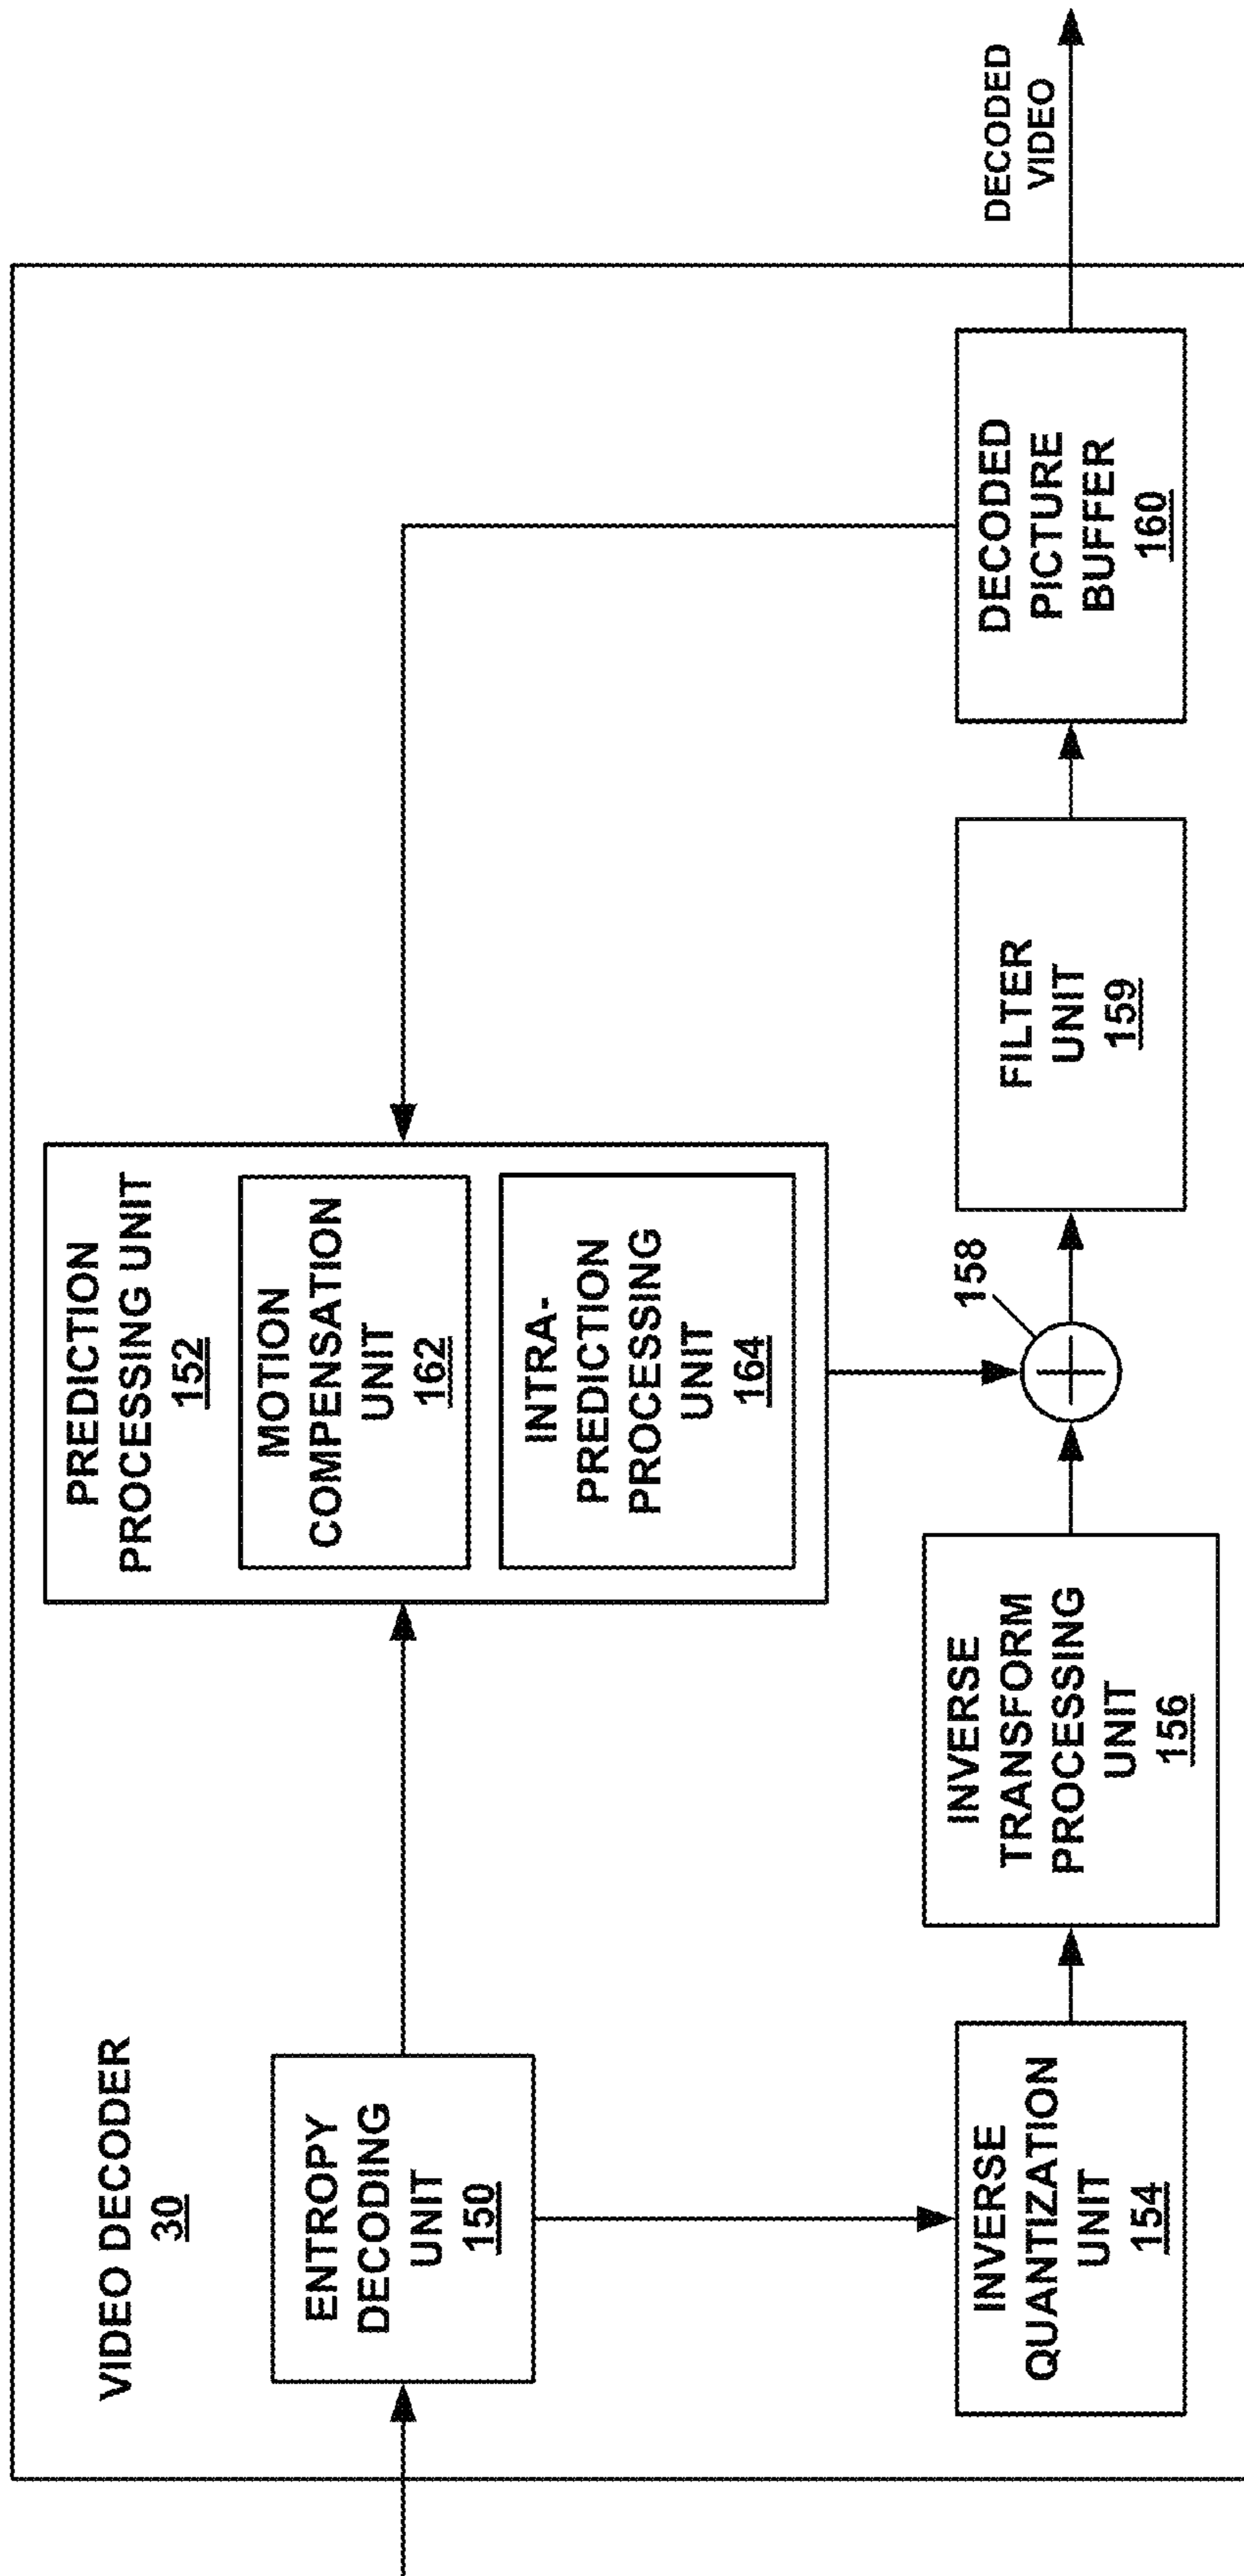 VIDEO DECODER
30
ENTROPY
DECODING
UNIT
150
PREDICTION
PROCESSING UNIT
152
MOTION
COMPENSATION
UNIT
162
INTRA-
PREDICTION
PROCESSING
UNIT
164
INVERSE
QUANTIZATION
UNIT
154
INVERSE
TRANSFORM
PROCESSING
UNIT
156
158
FILTER
UNIT
159
DECODED
PICTURE
BUFFER
160
DECODED
VIDEO